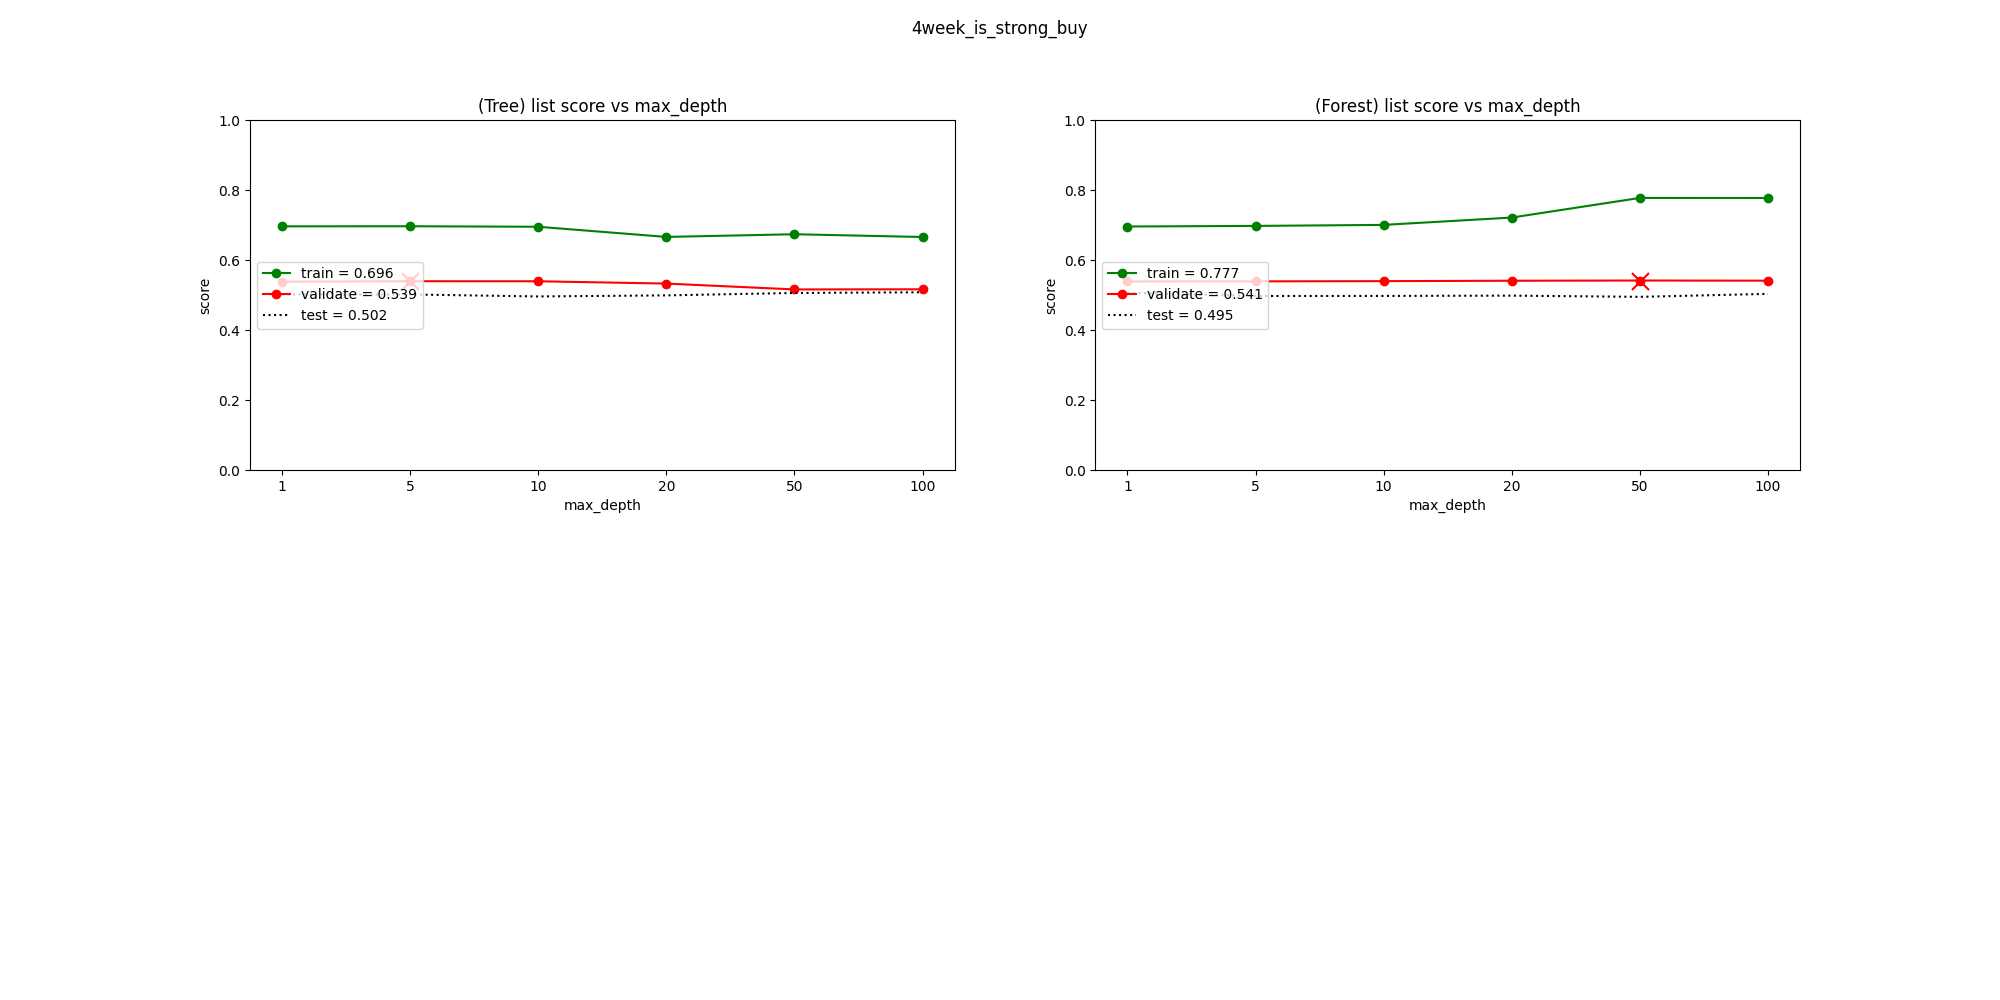 4week_is_strong_buy
(Tree) list score vs max_depth
1.0
0.8
0.6
0.4
0.2
0.0
score
train = 0.696
validate = 0.539
test = 0.502
1 5 10 20 50 100
max_depth
(Forest) list score vs max_depth
1.0
0.8
0.6
0.4
0.2
0.0
score
train = 0.777
validate = 0.541
test = 0.495
1 5 10 20 50 100
max_depth